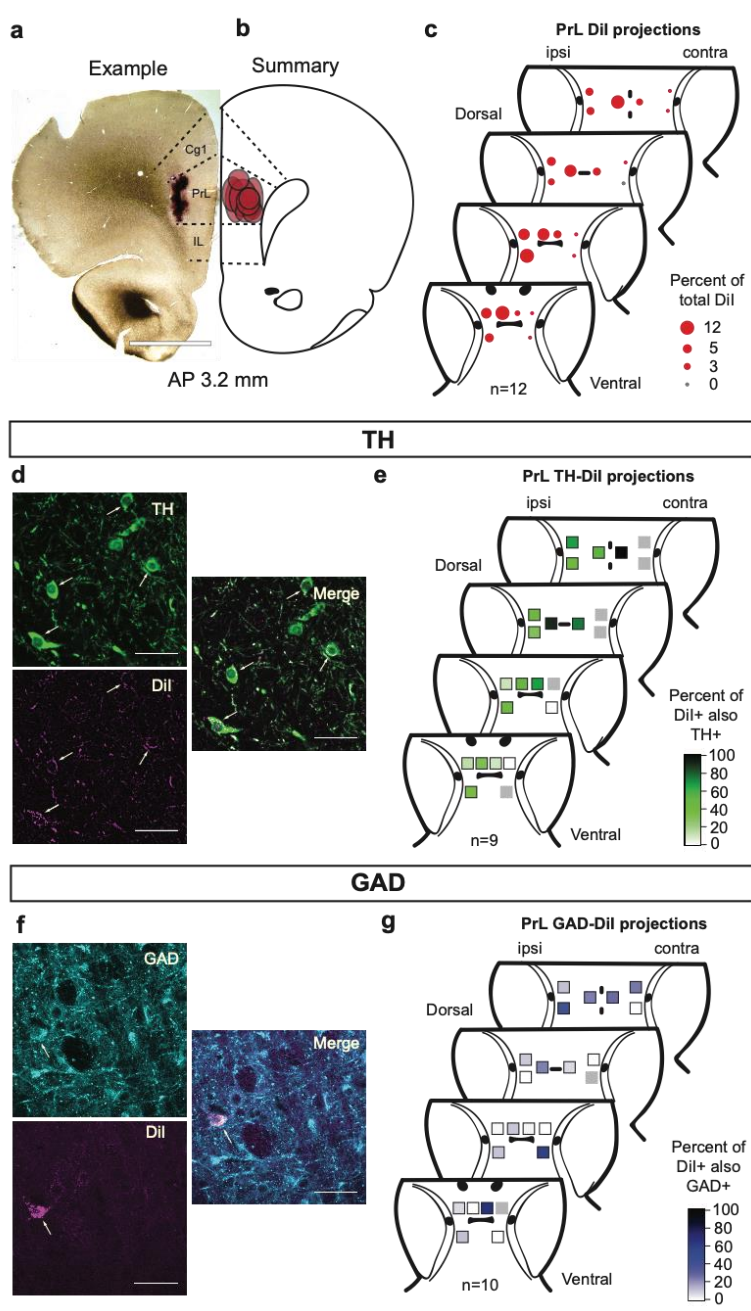 a
b
c
PrL DiI projections
Example
Summary
ipsi
contra
Dorsal
Cg1
PrL
IL
Percent of
total DiI
12
5
3
0
AP 3.2 mm
n=12
Ventral
TH
d
e
PrL TH-DiI projections
TH
ipsi
contra
Dorsal
Merge
DiI
Percent of
DiI+ also
TH+
100
80
60
40
20
0
n=9
Ventral
GAD
f
g
PrL GAD-DiI projections
GAD
ipsi
contra
Dorsal
Merge
DiI
Percent of
DiI+ also
GAD+
100
80
60
40
20
0
n=10
Ventral